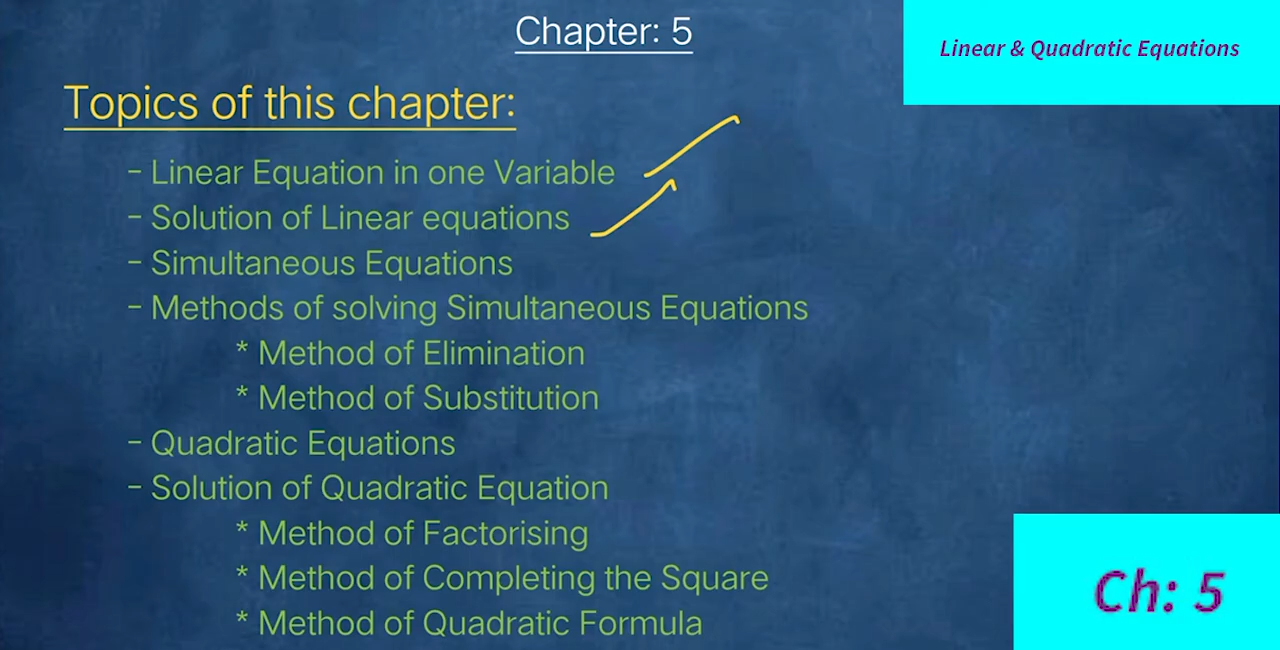 Chapter: 5
Linear & Quadratic Equations
Topics of this chapter:
- Linear Equation in one Variable
- Solution of Linear equations
- Simultaneous Equations
- Methods of solving Simultaneous Equations
* Method of Elimination
* Method of Substitution
- Quadratic Equations
- Solution of Quadratic Equation
* Method of Factorising
* Method of Completing the Square
* Method of Quadratic Formula
Ch: 5